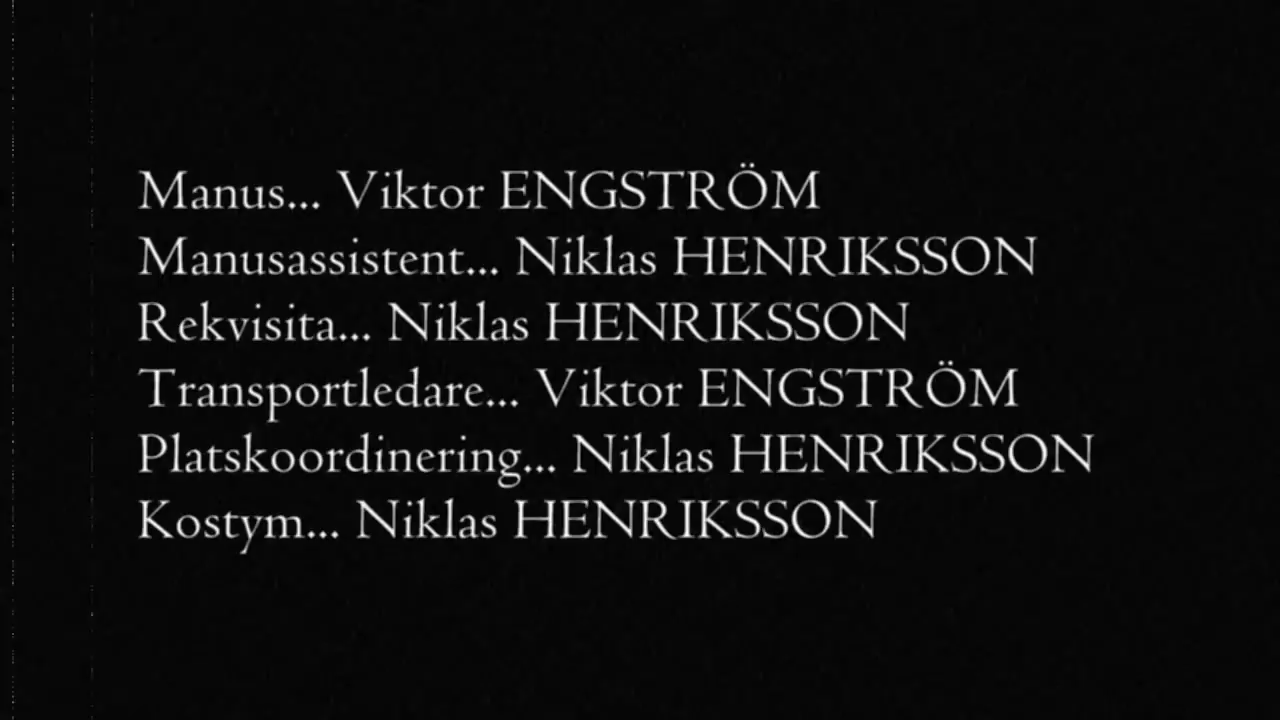 Manus... Viktor ENGSTRÖM
Manusassistent... Niklas HENRIKSSON
Rekvisita... Niklas HENRIKSSON
Transportledare... Viktor ENGSTRÖM
Platskoordinering... Niklas HENRIKSSON
Kostym... Niklas HENRIKSSON